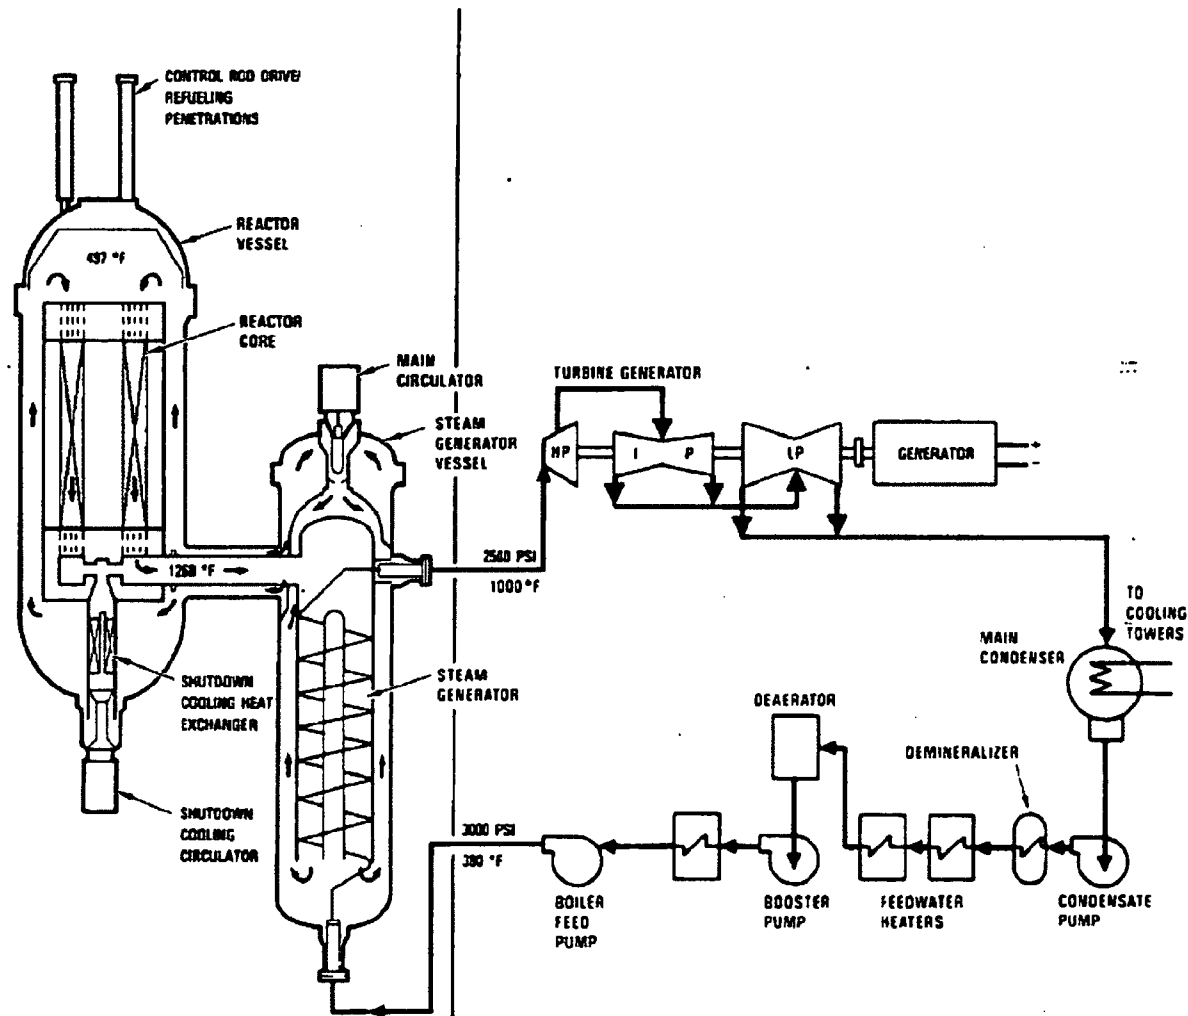 CONTROL ROD DRIVE/
REFUELING
PENETRATIONS
REACTOR
VESSEL
497 °F
REACTOR
CORE
MAIN
CIRCULATOR
STEAM
GENERATOR
VESSEL
TURBINE GENERATOR
HP
I P
LP
GENERATOR
+
-
1268 °F
2560 PSI
1000 °F
TO
COOLING
TOWERS
MAIN
CONDENSER
SHUTDOWN
COOLING HEAT
EXCHANGER
STEAM
GENERATOR
DEAERATOR
DEMINERALIZER
SHUTDOWN
COOLING
CIRCULATOR
3000 PSI
380 °F
BOILER
FEED
PUMP
BOOSTER
PUMP
FEEDWATER
HEATERS
CONDENSATE
PUMP